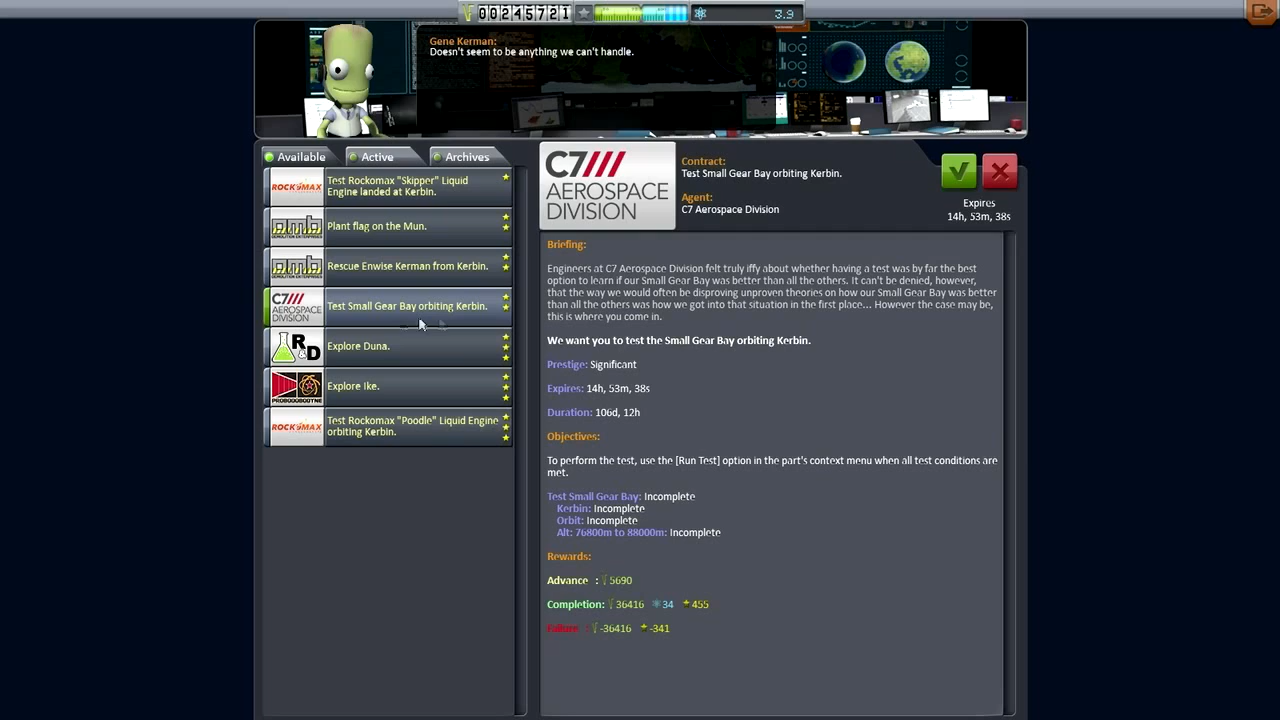 00245721
3.9
Gene Kerman:
Doesn't seem to be anything we can't handle.
Available
Active
Archives
ROCKOMAX
Test Rockomax "Skipper" Liquid
Engine landed at Kerbin.
Plant flag on the Mun.
Rescue Enwise Kerman from Kerbin.
C7///
AEROSPACE
DIVISION
Test Small Gear Bay orbiting Kerbin.
R&D
Explore Duna.
PROBODOBODYNE
Explore Ike.
ROCKOMAX
Test Rockomax "Poodle" Liquid Engine
orbiting Kerbin.
C7///
AEROSPACE
DIVISION
Contract:
Test Small Gear Bay orbiting Kerbin.
Agent:
C7 Aerospace Division
Expires
14h, 53m, 38s
Briefing:
Engineers at C7 Aerospace Division felt truly iffy about whether having a test was by far the best
option to learn if our Small Gear Bay was better than all the others. It can't be denied, however,
that the way we would often be disproving unproven theories on how our Small Gear Bay was better
than all the others was how we got into that situation in the first place... However the case may be,
this is where you come in.
We want you to test the Small Gear Bay orbiting Kerbin.
Prestige: Significant
Expires: 14h, 53m, 38s
Duration: 106d, 12h
Objectives:
To perform the test, use the [Run Test] option in the part's context menu when all test conditions are
met.
Test Small Gear Bay: Incomplete
Kerbin: Incomplete
Orbit: Incomplete
Alt: 76800m to 88000m: Incomplete
Rewards:
Advance : 5690
Completion: 36416 34 455
Failure : -36416 -341